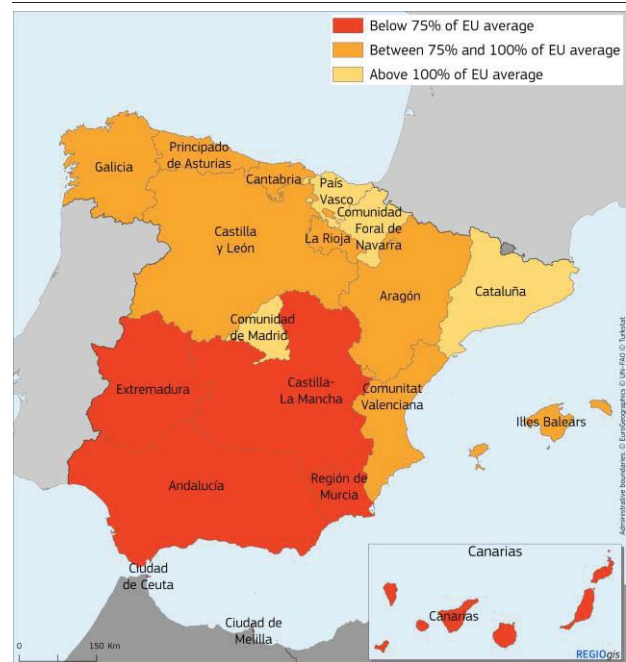 Below 75% of EU average
Between 75% and 100% of EU average
Above 100% of EU average
Galicia
Principado
de Asturias
Cantabria
País
Vasco
Comunidad
Foral de
Navarra
La Rioja
Castilla
y León
Aragón
Cataluña
Comunidad
de Madrid
Extremadura
Castilla-
La Mancha
Comunitat
Valenciana
Illes Balears
Andalucía
Región de
Murcia
Ciudad
de Ceuta
Ciudad de
Melilla
Canarias
Canarias
0 150 Km
REGIOgis
Administrative boundaries: © EuroGeographics © UN-FAO © Turkstat